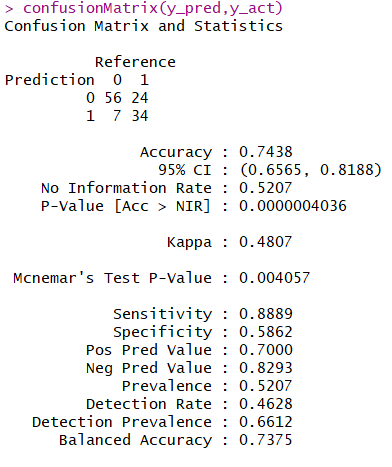 > confusionMatrix(y_pred,y_act)
Confusion Matrix and Statistics
Reference
Prediction 0 1
0 56 24
1 7 34
Accuracy : 0.7438
95% CI : (0.6565, 0.8188)
No Information Rate : 0.5207
P-Value [Acc > NIR] : 0.0000004036
Kappa : 0.4807
Mcnemar's Test P-Value : 0.004057
Sensitivity : 0.8889
Specificity : 0.5862
Pos Pred Value : 0.7000
Neg Pred Value : 0.8293
Prevalence : 0.5207
Detection Rate : 0.4628
Detection Prevalence : 0.6612
Balanced Accuracy : 0.7375